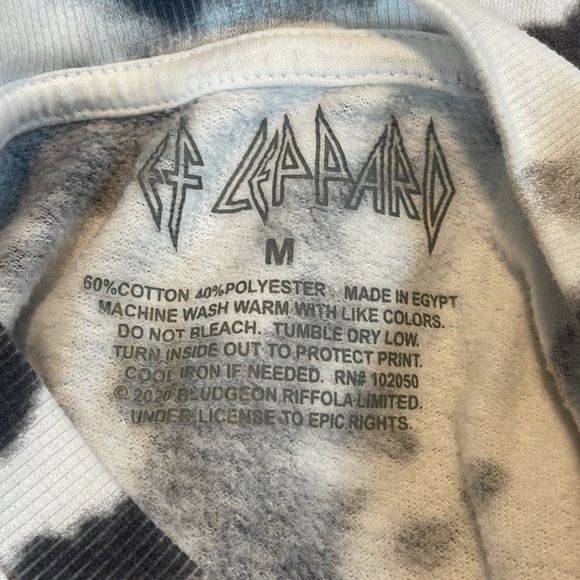 DEF LEPPARD
M
60%COTTON 40%POLYESTER. MADE IN EGYPT
MACHINE WASH WARM WITH LIKE COLORS.
DO NOT BLEACH. TUMBLE DRY LOW.
TURN INSIDE OUT TO PROTECT PRINT.
COOL IRON IF NEEDED. RN# 102050
© 2020 BLUDGEON RIFFOLA LIMITED.
UNDER LICENSE TO EPIC RIGHTS.